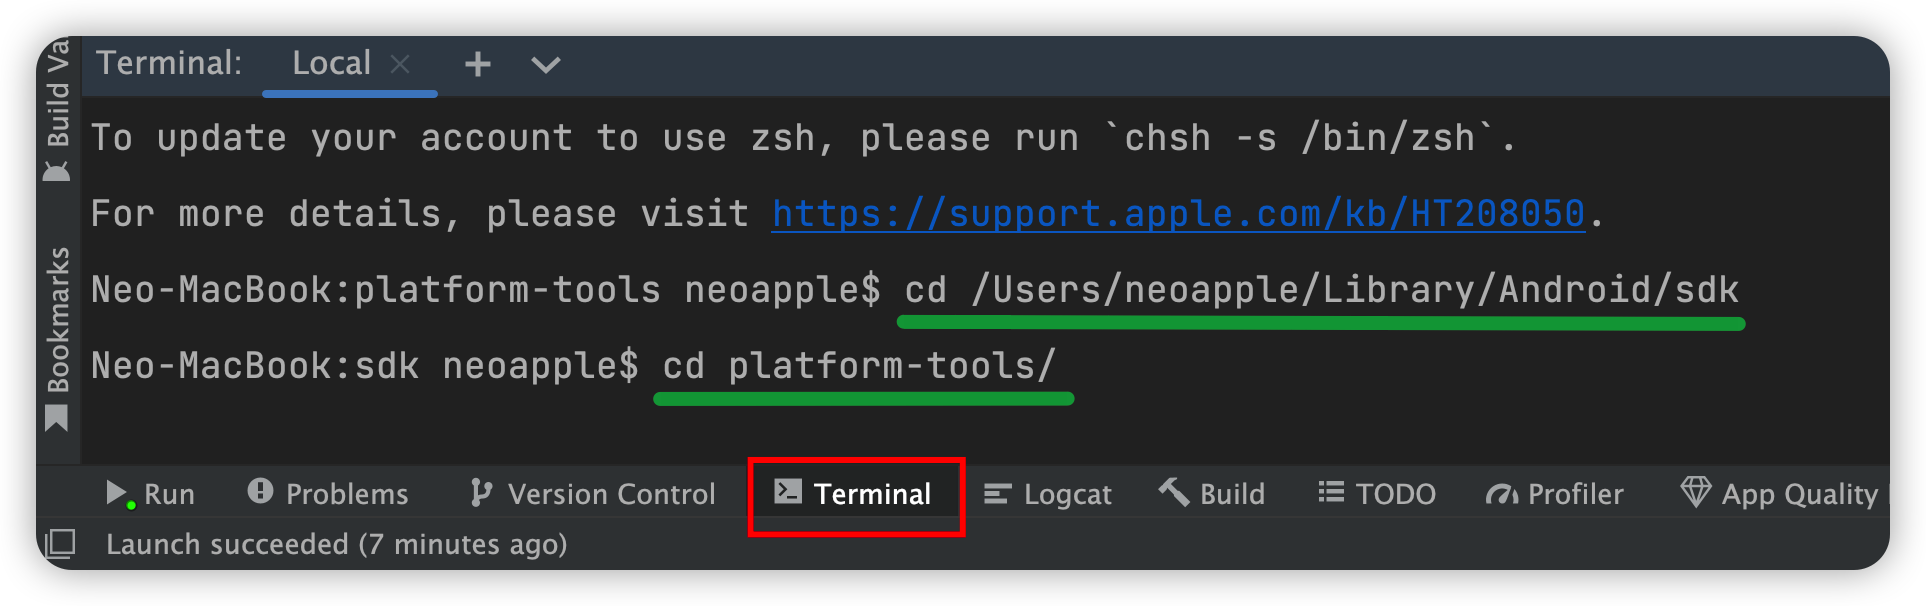 Terminal: Local
To update your account to use zsh, please run `chsh -s /bin/zsh`.
For more details, please visit https://support.apple.com/kb/HT208050.
Neo-MacBook:platform-tools neoapple$ cd /Users/neoapple/Library/Android/sdk
Neo-MacBook:sdk neoapple$ cd platform-tools/
Build Va
Bookmarks
Run Problems Version Control Terminal Logcat Build TODO Profiler App Quality
Launch succeeded (7 minutes ago)